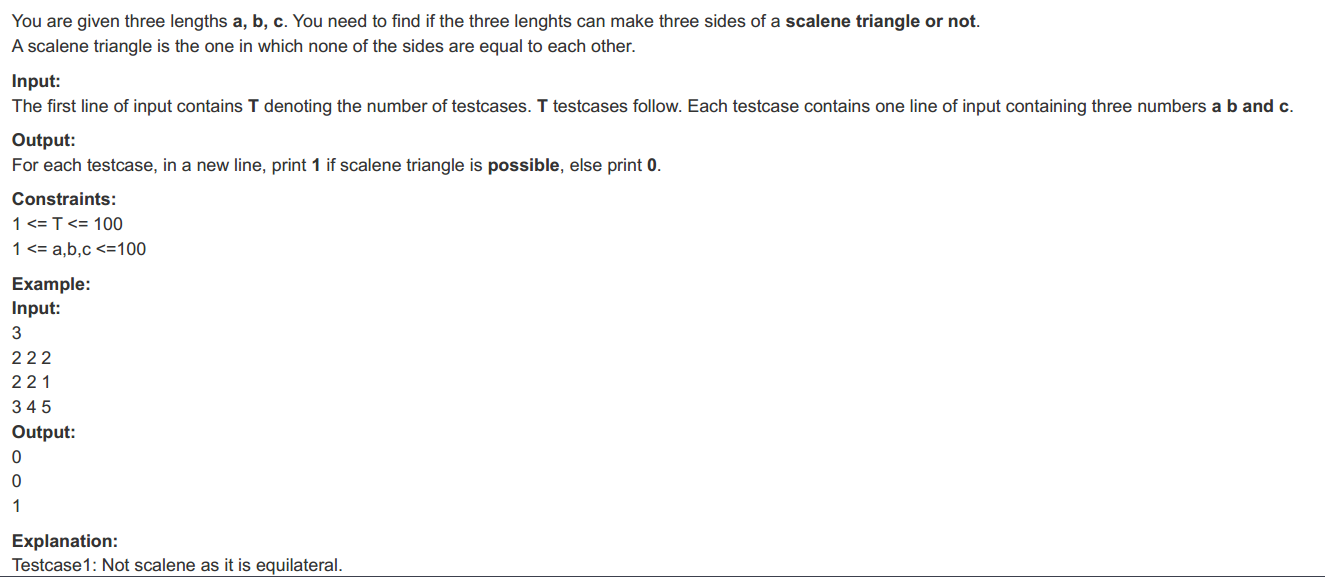 You are given three lengths a, b, c. You need to find if the three lenghts can make three sides of a scalene triangle or not.
A scalene triangle is the one in which none of the sides are equal to each other.
Input:
The first line of input contains T denoting the number of testcases. T testcases follow. Each testcase contains one line of input containing three numbers a b and c.
Output:
For each testcase, in a new line, print 1 if scalene triangle is possible, else print 0.
Constraints:
1 <= T <= 100
1 <= a,b,c <=100
Example:
Input:
3
2 2 2
2 2 1
3 4 5
Output:
0
0
1
Explanation:
Testcase1: Not scalene as it is equilateral.